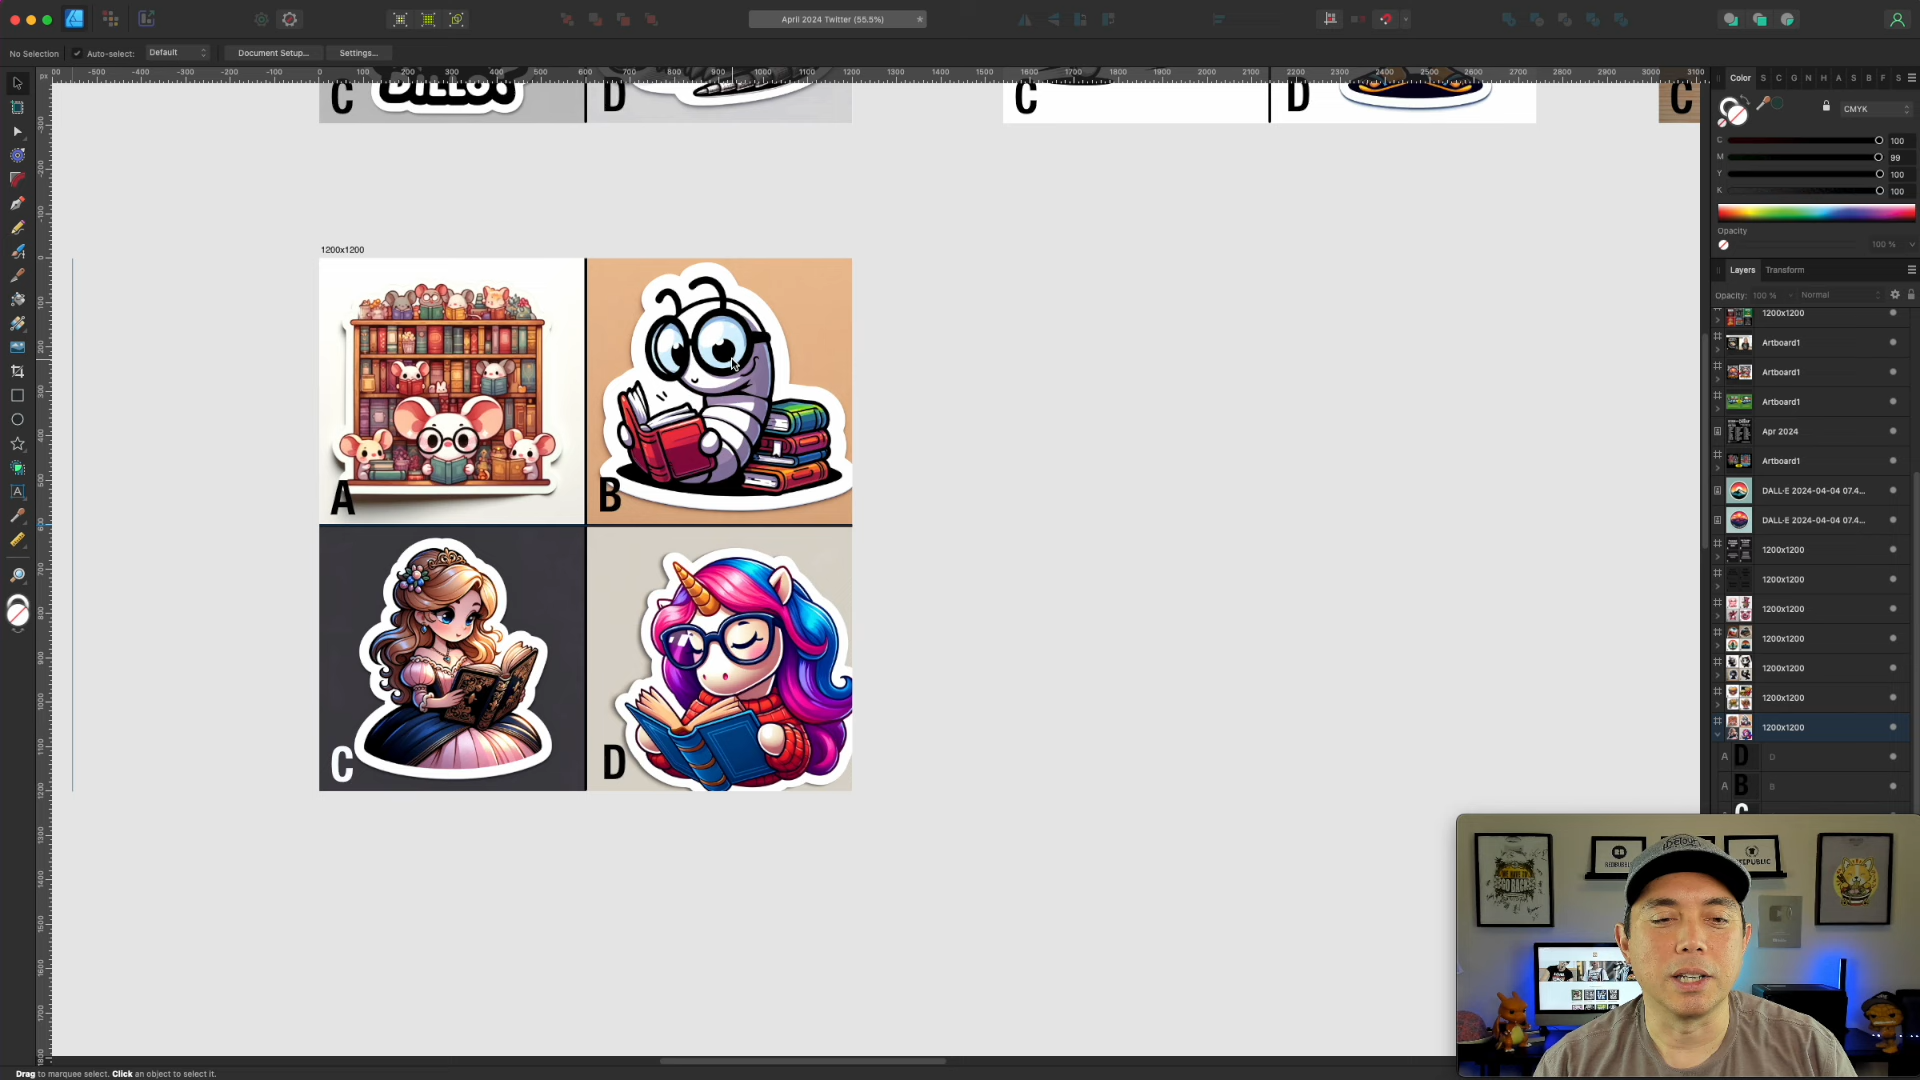 April 2024 Twitter (55.5%)
No Selection
Auto-select:
Default
Document Setup...
Settings...
px
DILLOS
C
D
C
D
C
1200x1200
A
B
C
D
Color
S
C
G
N
H
A
S
B
F
S
CMYK
C
100
M
99
Y
100
K
100
Opacity
100 %
Layers
Transform
Opacity:
100 %
Normal
1200x1200
Artboard1
Artboard1
Artboard1
Apr 2024
Artboard1
DALL·E 2024-04-04 07.4...
DALL·E 2024-04-04 07.4...
1200x1200
1200x1200
1200x1200
1200x1200
1200x1200
1200x1200
1200x1200
A
D
D
A
B
B
C
REDBUBBLE
Drag to marquee select. Click an object to select it.